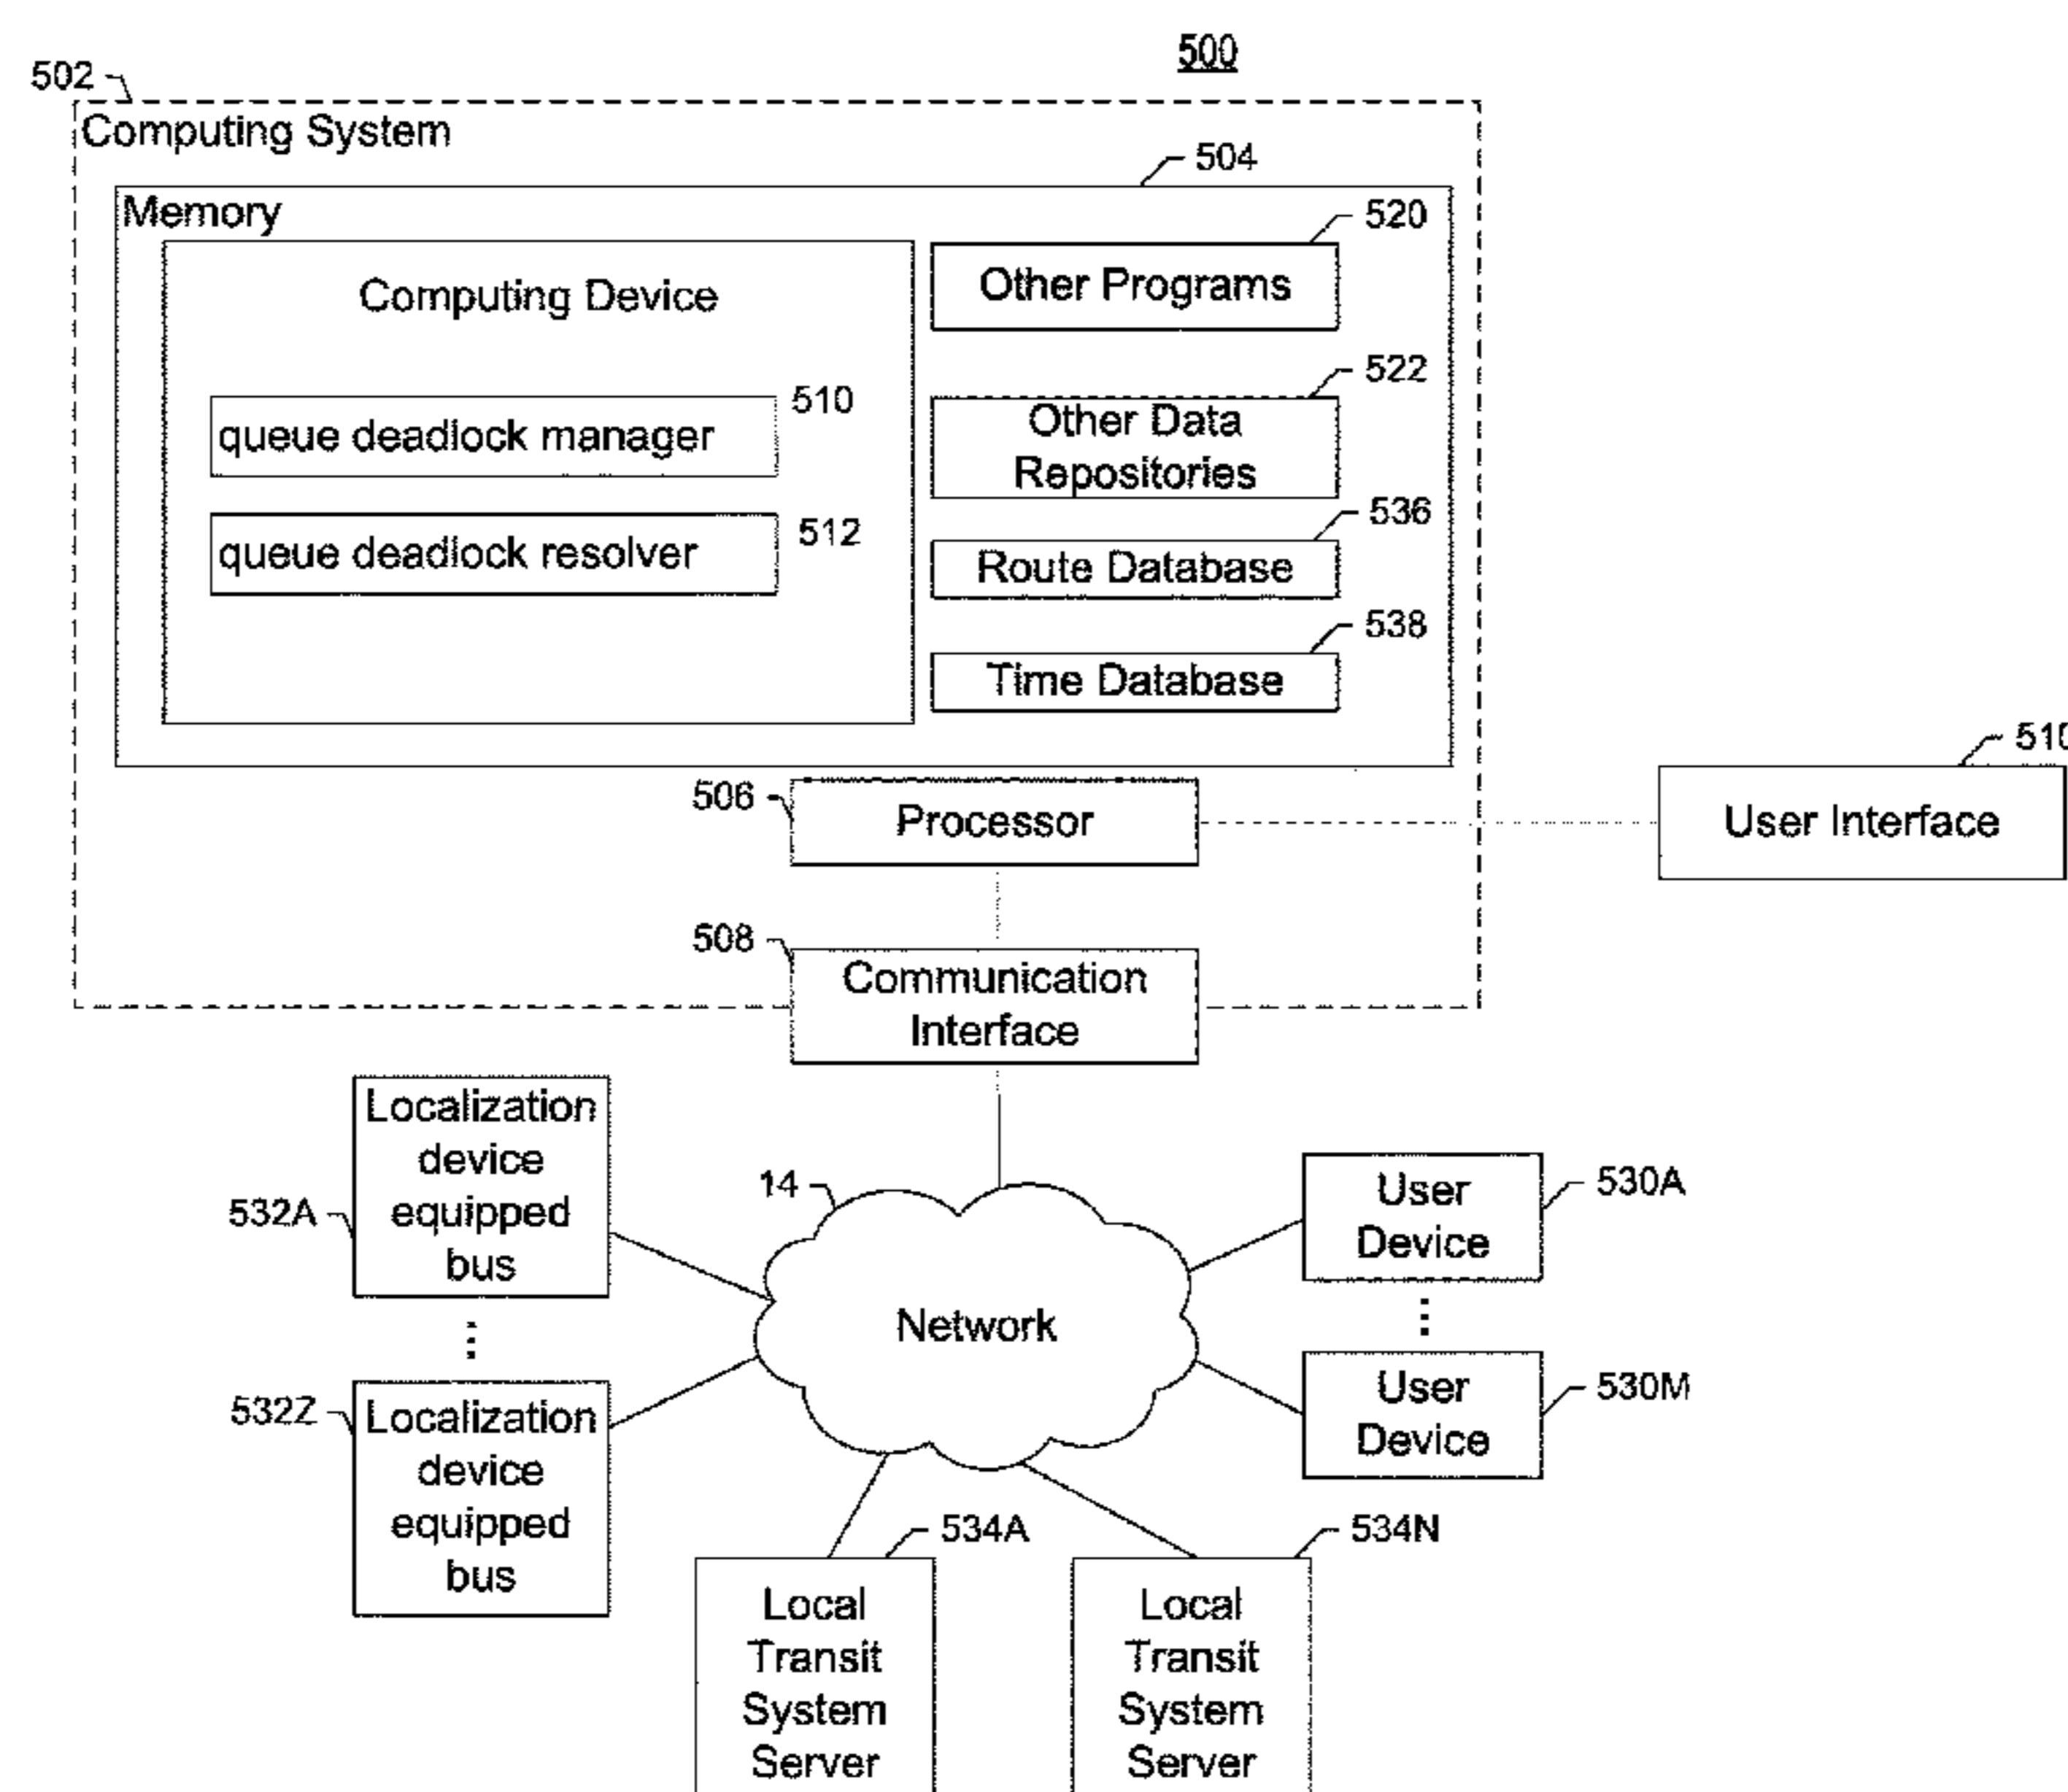 500
502
Computing System
504
Memory
520
Computing Device
Other Programs
522
510
Other Data
Repositories
queue deadlock manager
536
512
queue deadlock resolver
Route Database
538
Time Database
510
506
Processor
User Interface
508
Communication
Interface
Localization
device
equipped
bus
532A
14
User
Device
530A
Network
Localization
device
equipped
bus
532Z
User
Device
530M
534A
534N
Local
Transit
System
Server
Local
Transit
System
Server